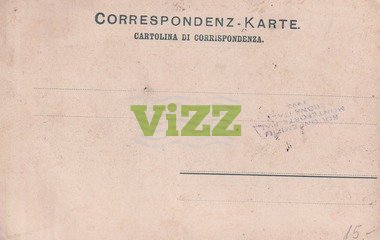 CORRESPONDENZ-KARTE.
CARTOLINA DI CORRISPONDENZA.
ViZZ
15.-